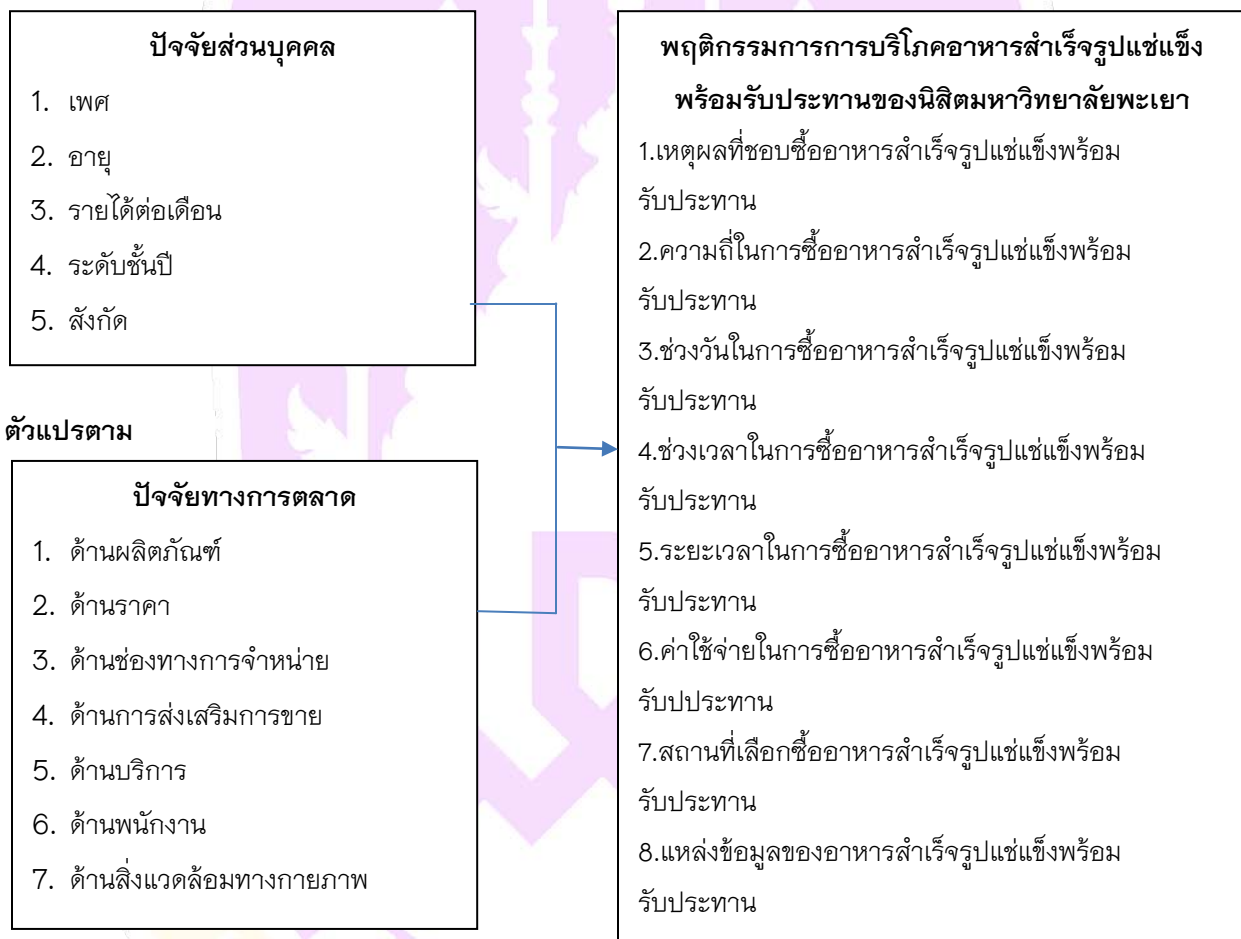 ปัจจัยส่วนบุคคล
1. เพศ
2. อายุ
3. รายได้ต่อเดือน
4. ระดับชั้นปี
5. สังกัด
ตัวแปรตาม
ปัจจัยทางการตลาด
1. ด้านผลิตภัณฑ์
2. ด้านราคา
3. ด้านช่องทางการจำหน่าย
4. ด้านการส่งเสริมการขาย
5. ด้านบริการ
6. ด้านพนักงาน
7. ด้านสิ่งแวดล้อมทางกายภาพ
พฤติกรรมการการบริโภคอาหารสำเร็จรูปแช่แข็ง
พร้อมรับประทานของนิสิตมหาวิทยาลัยพะเยา
1.เหตุผลที่ชอบซื้ออาหารสำเร็จรูปแช่แข็งพร้อม
รับประทาน
2.ความถี่ในการซื้ออาหารสำเร็จรูปแช่แข็งพร้อม
รับประทาน
3.ช่วงวันในการซื้ออาหารสำเร็จรูปแช่แข็งพร้อม
รับประทาน
4.ช่วงเวลาในการซื้ออาหารสำเร็จรูปแช่แข็งพร้อม
รับประทาน
5.ระยะเวลาในการซื้ออาหารสำเร็จรูปแช่แข็งพร้อม
รับประทาน
6.ค่าใช้จ่ายในการซื้ออาหารสำเร็จรูปแช่แข็งพร้อม
รับปประทาน
7.สถานที่เลือกซื้ออาหารสำเร็จรูปแช่แข็งพร้อม
รับประทาน
8.แหล่งข้อมูลของอาหารสำเร็จรูปแช่แข็งพร้อม
รับประทาน